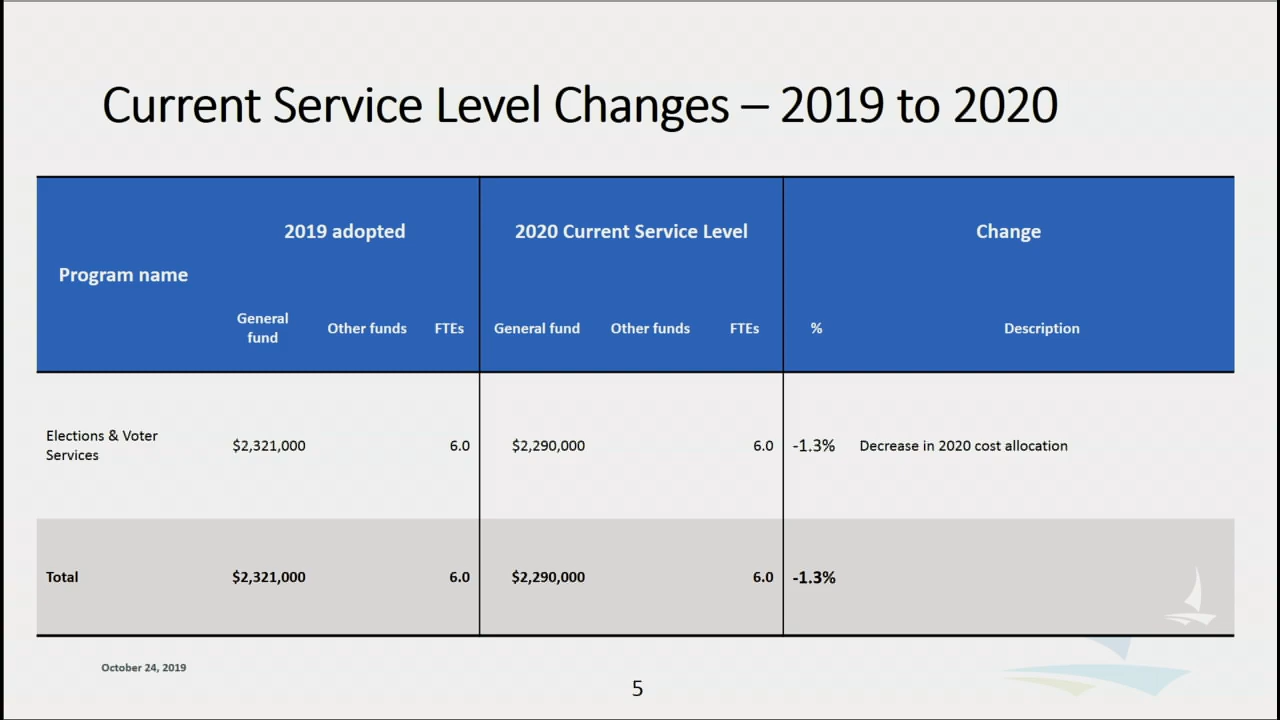 Current Service Level Changes – 2019 to 2020
2019 adopted 2020 Current Service Level Change
Program name
General fund Other funds FTEs General fund Other funds FTEs % Description
Elections & Voter
Services $2,321,000 6.0 $2,290,000 6.0 -1.3% Decrease in 2020 cost allocation
Total $2,321,000 6.0 $2,290,000 6.0 -1.3%
October 24, 2019
5